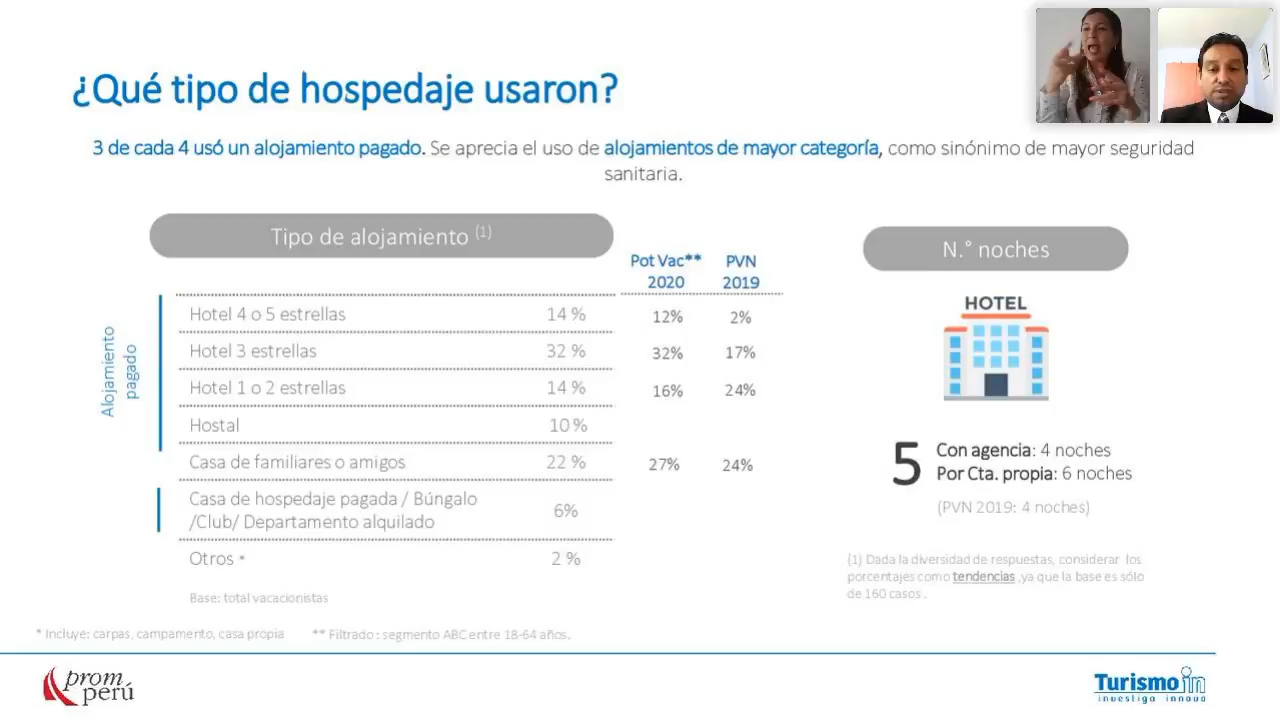 ¿Qué tipo de hospedaje usaron?
3 de cada 4 usó un alojamiento pagado. Se aprecia el uso de alojamientos de mayor categoría, como sinónimo de mayor seguridad
sanitaria.
Tipo de alojamiento (1)
Pot Vac** PVN
2020 2019
Alojamiento
pagado
Hotel 4 o 5 estrellas 14 % 12% 2%
Hotel 3 estrellas 32 % 32% 17%
Hotel 1 o 2 estrellas 14 % 16% 24%
Hostal 10 %
Casa de familiares o amigos 22 % 27% 24%
Casa de hospedaje pagada / Búngalo
/Club/ Departamento alquilado 6%
Otros * 2 %
Base: total vacacionistas
N.° noches
HOTEL
5
Con agencia: 4 noches
Por Cta. propia: 6 noches
(PVN 2019: 4 noches)
(1) Dada la diversidad de respuestas, considerar los
porcentajes como tendencias ,ya que la base es sólo
de 160 casos .
* Incluye: carpas, campamento, casa propia ** Filtrado : segmento ABC entre 18-64 años.
prom
perú
Turismo in
investiga innova